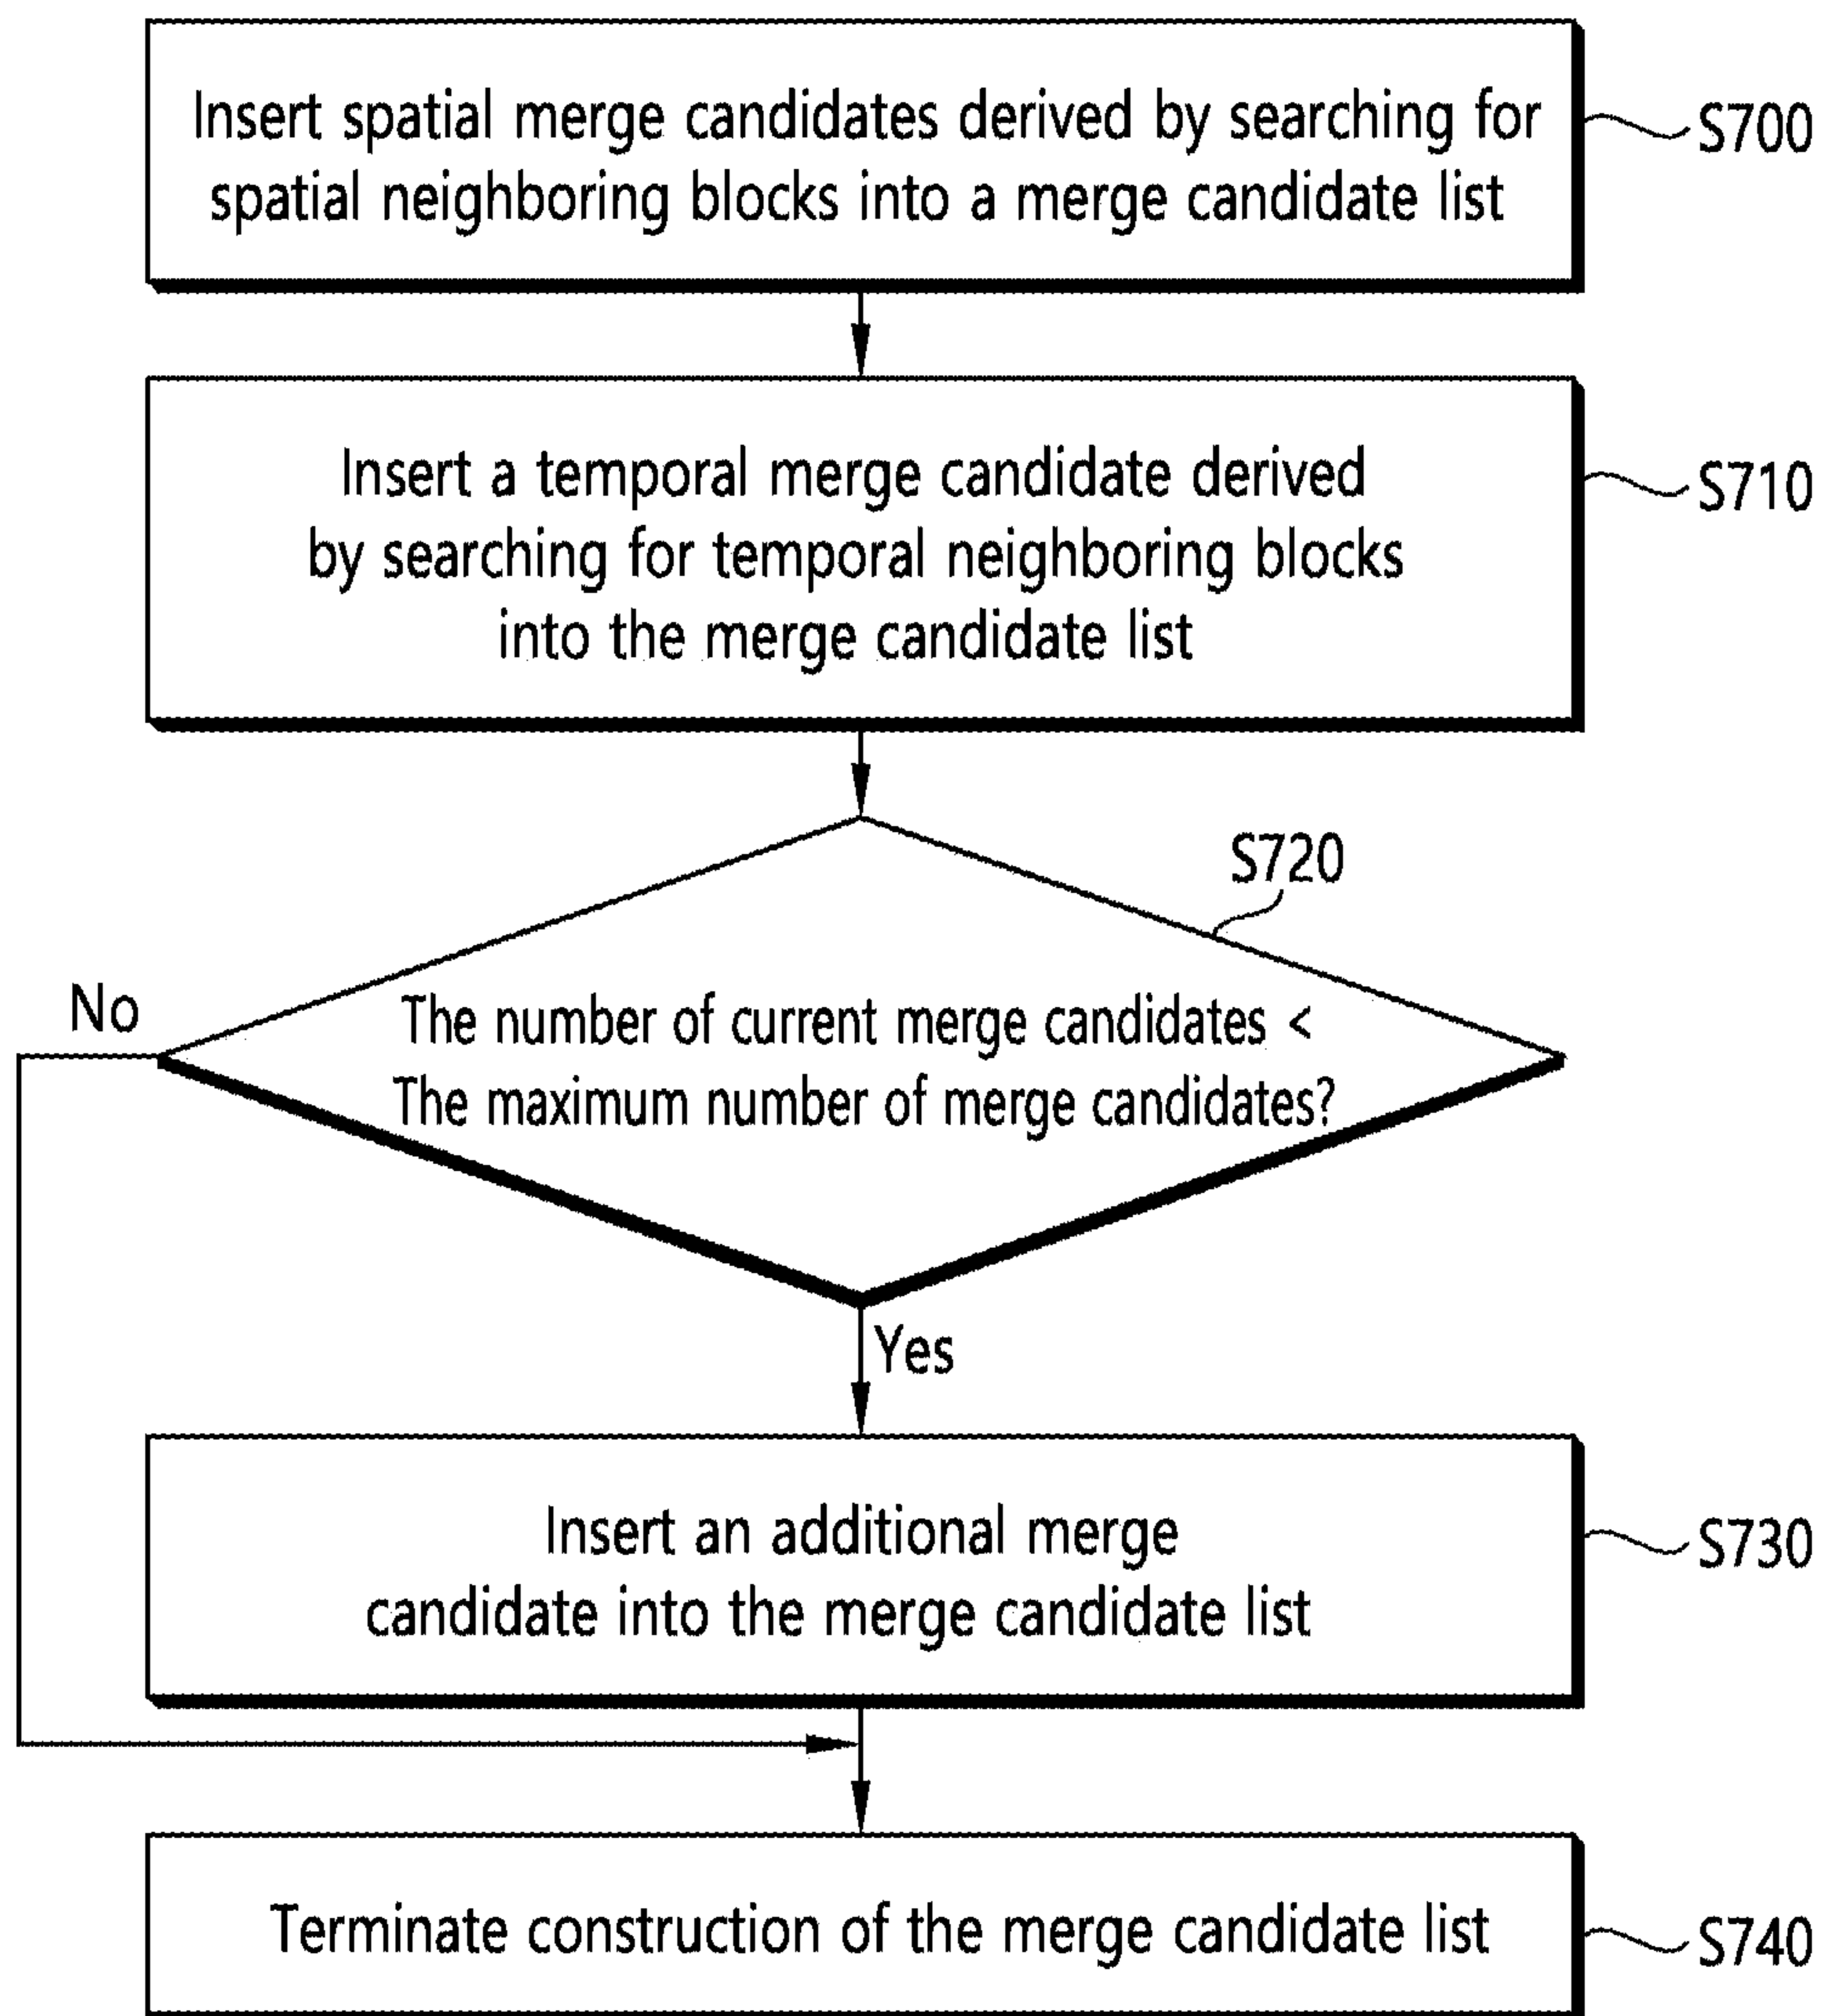 Insert spatial merge candidates derived by searching for
spatial neighboring blocks into a merge candidate list
S700
Insert a temporal merge candidate derived
by searching for temporal neighboring blocks
into the merge candidate list
S710
S720
No
The number of current merge candidates <
The maximum number of merge candidates?
Yes
Insert an additional merge
candidate into the merge candidate list
S730
Terminate construction of the merge candidate list
S740